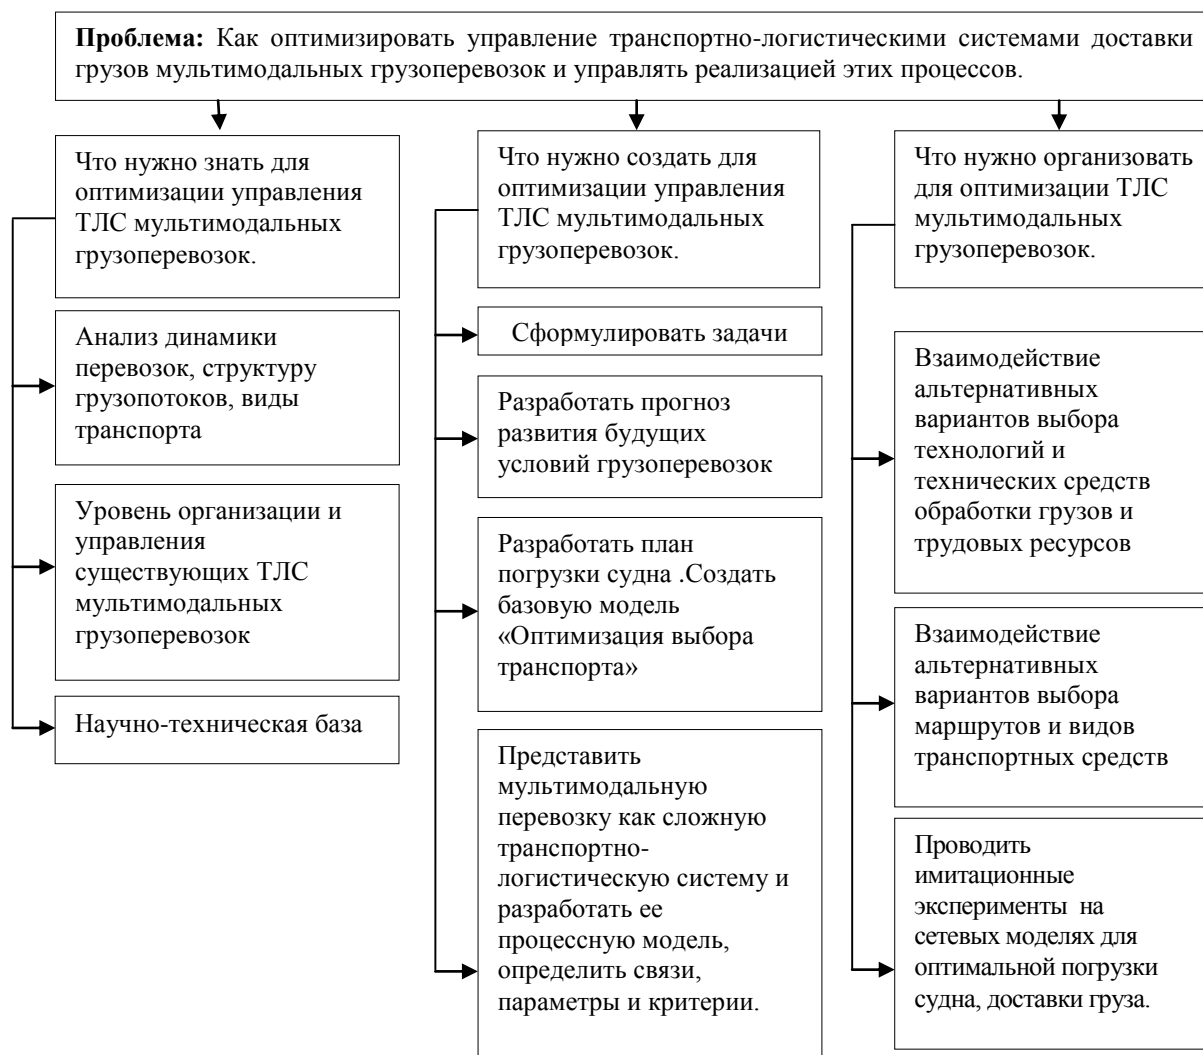 Проблема: Как оптимизировать управление транспортно-логистическими системами доставки
грузов мультимодальных грузоперевозок и управлять реализацией этих процессов.
Что нужно знать для
оптимизации управления
ТЛС мультимодальных
грузоперевозок.
Анализ динамики
перевозок, структуру
грузопотоков, виды
транспорта
Уровень организации и
управления
существующих ТЛС
мультимодальных
грузоперевозок
Научно-техническая база
Что нужно создать для
оптимизации управления
ТЛС мультимодальных
грузоперевозок.
Сформулировать задачи
Разработать прогноз
развития будущих
условий грузоперевозок
Разработать план
погрузки судна .Создать
базовую модель
«Оптимизация выбора
транспорта»
Представить
мультимодальную
перевозку как сложную
транспортно-
логистическую систему и
разработать ее
процессную модель,
определить связи,
параметры и критерии.
Что нужно организовать
для оптимизации ТЛС
мультимодальных
грузоперевозок.
Взаимодействие
альтернативных
вариантов выбора
технологий и
технических средств
обработки грузов и
трудовых ресурсов
Взаимодействие
альтернативных
вариантов выбора
маршрутов и видов
транспортных средств
Проводить
имитационные
эксперименты на
сетевых моделях для
оптимальной погрузки
судна, доставки груза.